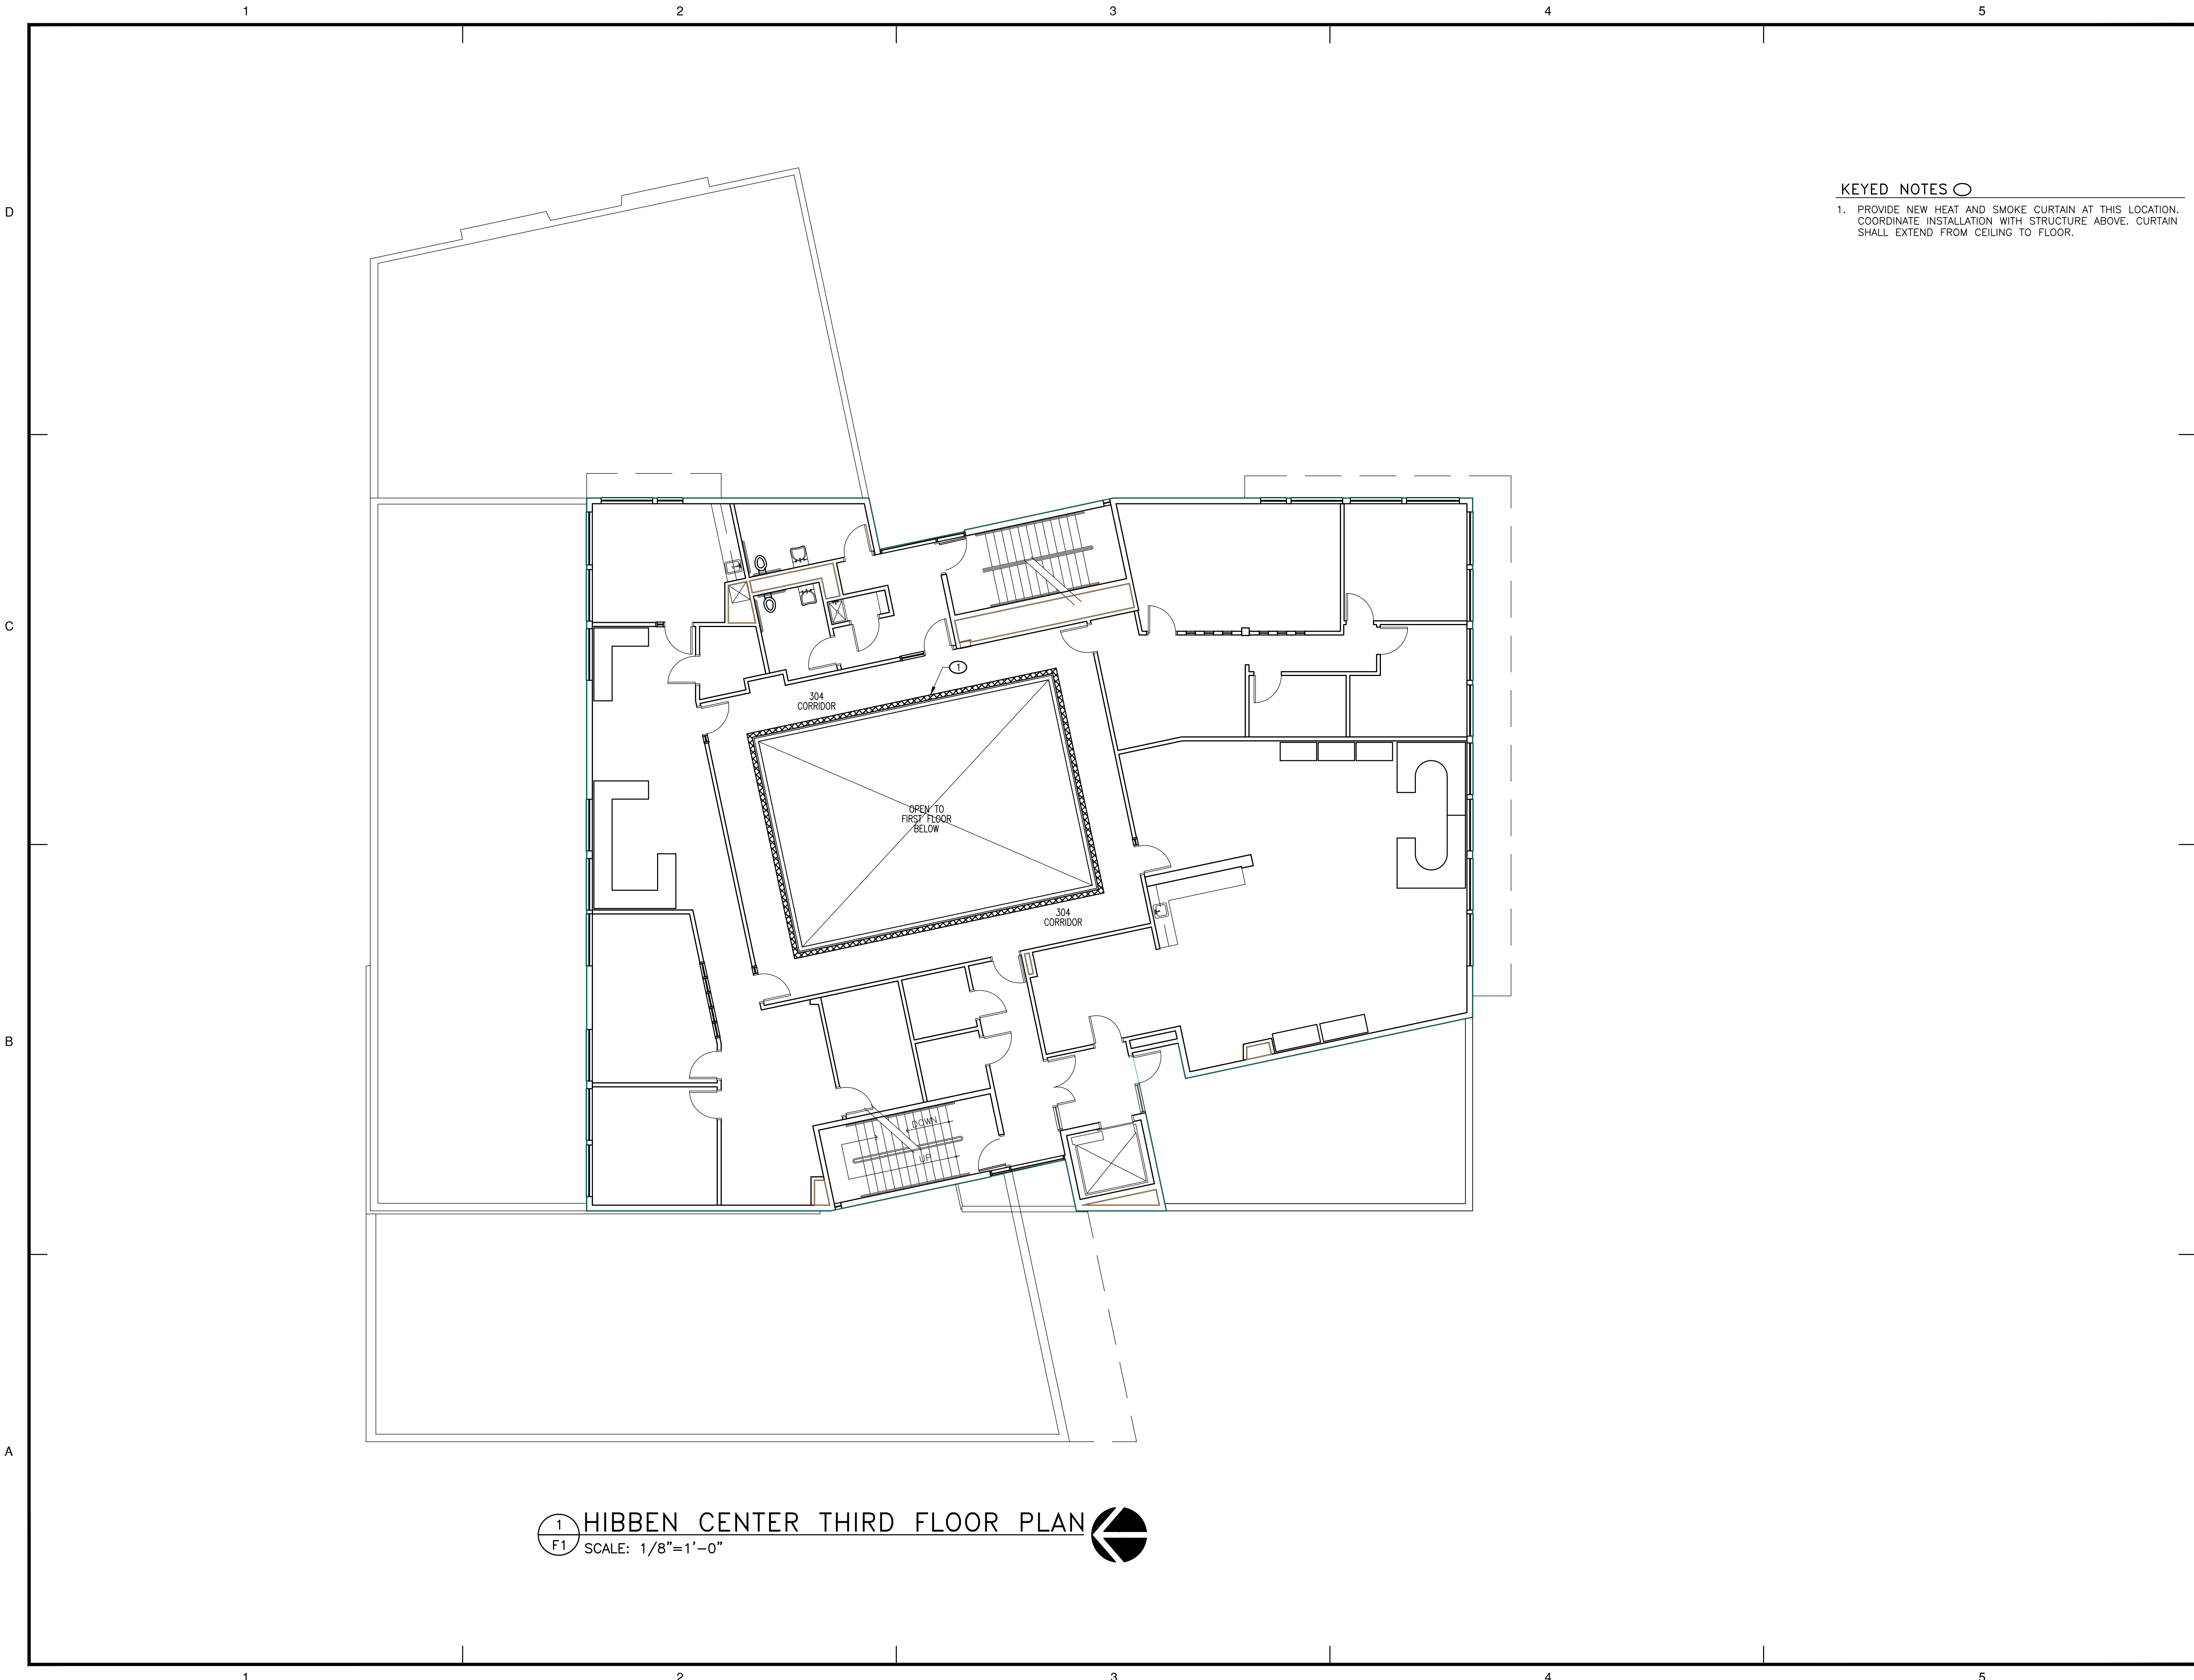 1 2 3 4 5
D
KEYED NOTES
1. PROVIDE NEW HEAT AND SMOKE CURTAIN AT THIS LOCATION.
COORDINATE INSTALLATION WITH STRUCTURE ABOVE. CURTAIN
SHALL EXTEND FROM CEILING TO FLOOR.
C
1
304
CORRIDOR
OPEN TO
FIRST FLOOR
BELOW
304
CORRIDOR
B
DOWN
UP
A
1
F1
HIBBEN CENTER THIRD FLOOR PLAN
SCALE: 1/8"=1'-0"
1 2 3 4 5